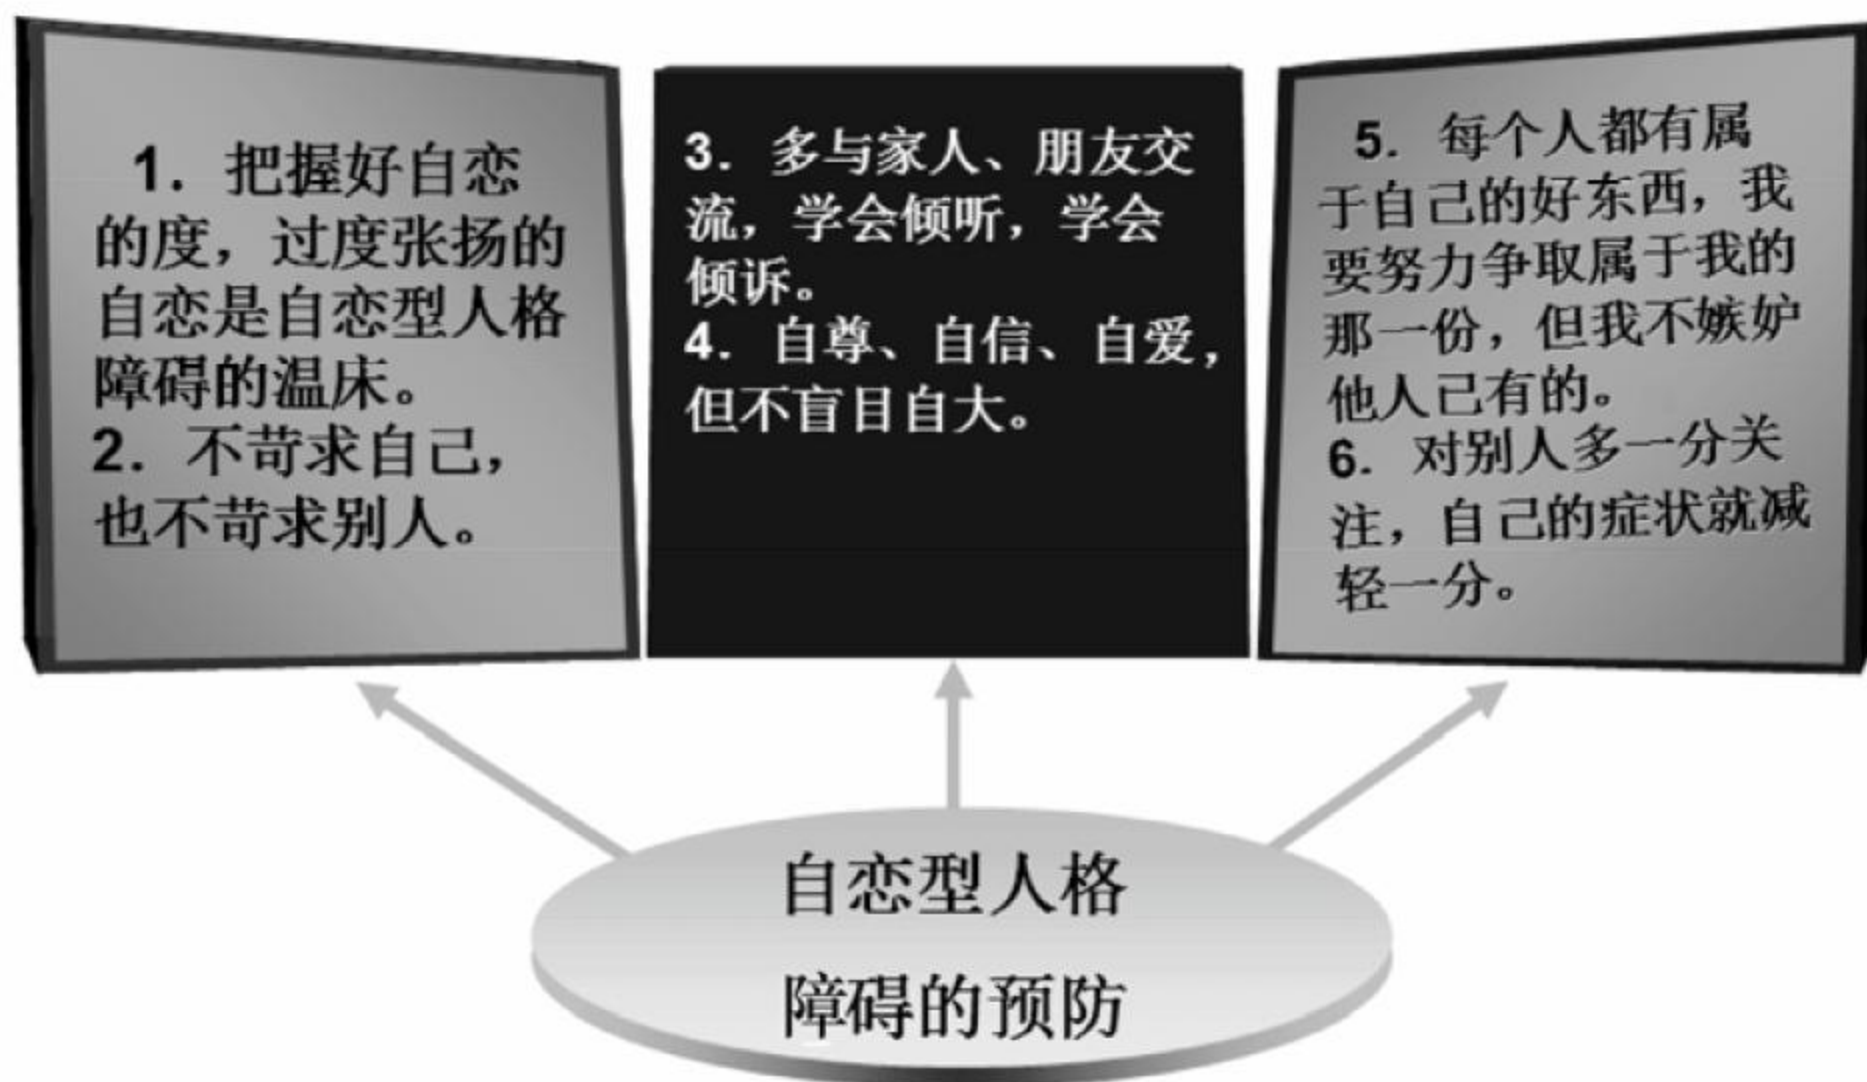 1．把握好自恋
的度，过度张扬的
自恋是自恋型人格
障碍的温床。
2．不苛求自己，
也不苛求别人。
3．多与家人、朋友交
流，学会倾听，学会
倾诉。
4．自尊、自信、自爱，
但不盲目自大。
5．每个人都有属
于自己的好东西，我
要努力争取属于我的
那一份，但我不嫉妒
他人已有的。
6．对别人多一分关
注，自己的症状就减
轻一分。
自恋型人格
障碍的预防